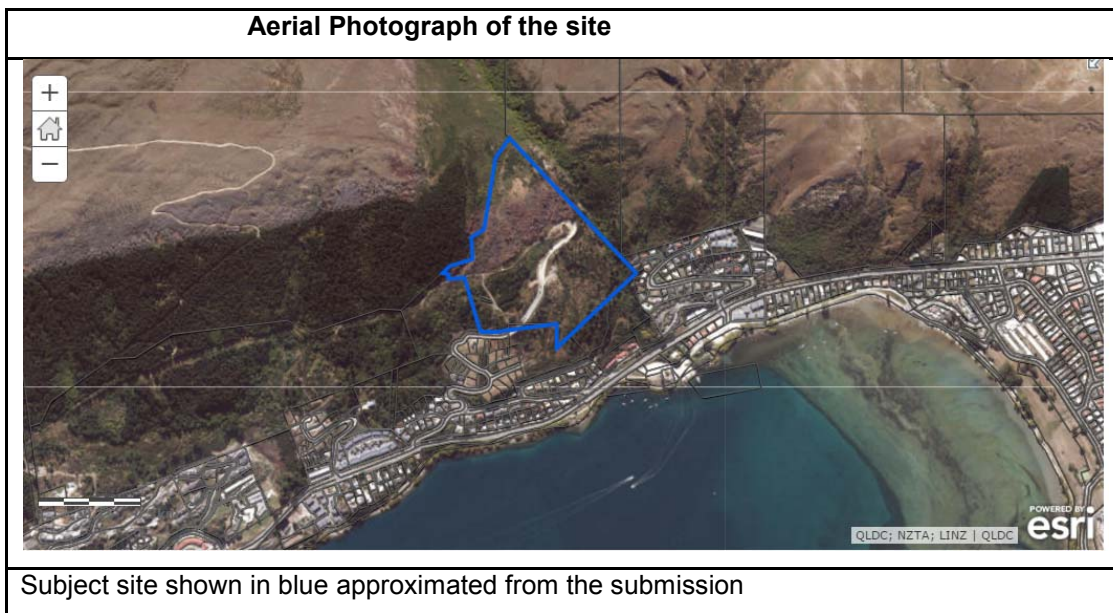 Aerial Photograph of the site
+
−
QLDC; NZTA; LINZ | QLDC
POWERED BY
esri
Subject site shown in blue approximated from the submission